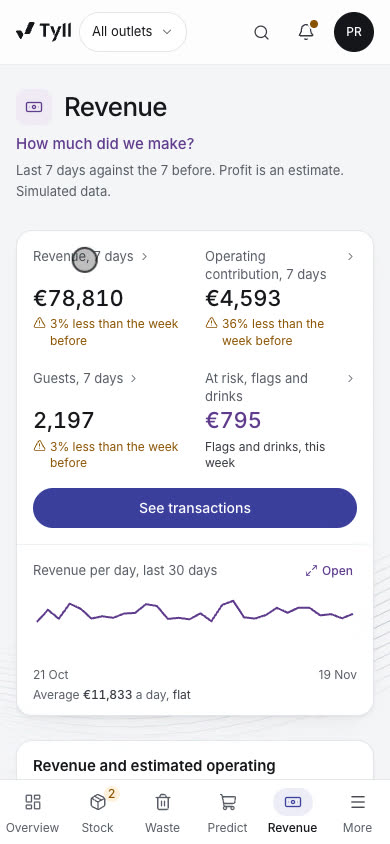 Tyll
All outlets
PR
Revenue
How much did we make?
Last 7 days against the 7 before. Profit is an estimate.
Simulated data.
Revenue, 7 days
€78,810
3% less than the week
before
Operating
contribution, 7 days
€4,593
36% less than the
week before
Guests, 7 days
2,197
3% less than the week
before
At risk, flags and
drinks
€795
Flags and drinks, this
week
See transactions
Revenue per day, last 30 days
Open
21 Oct
19 Nov
Average €11,833 a day, flat
Revenue and estimated operating
2
Overview
Stock
Waste
Predict
Revenue
More